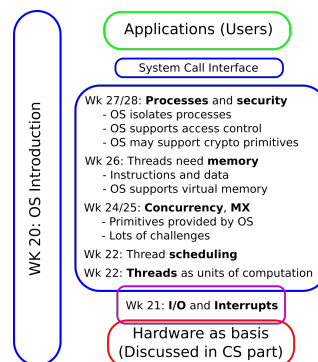 WK 20: OS Introduction
Applications (Users)
System Call Interface
Wk 27/28: Processes and security
- OS isolates processes
- OS supports access control
- OS may support crypto primitives
Wk 26: Threads need memory
- Instructions and data
- OS supports virtual memory
Wk 24/25: Concurrency, MX
- Primitives provided by OS
- Lots of challenges
Wk 22: Thread scheduling
Wk 22: Threads as units of computation
Wk 21: I/O and Interrupts
Hardware as basis
(Discussed in CS part)